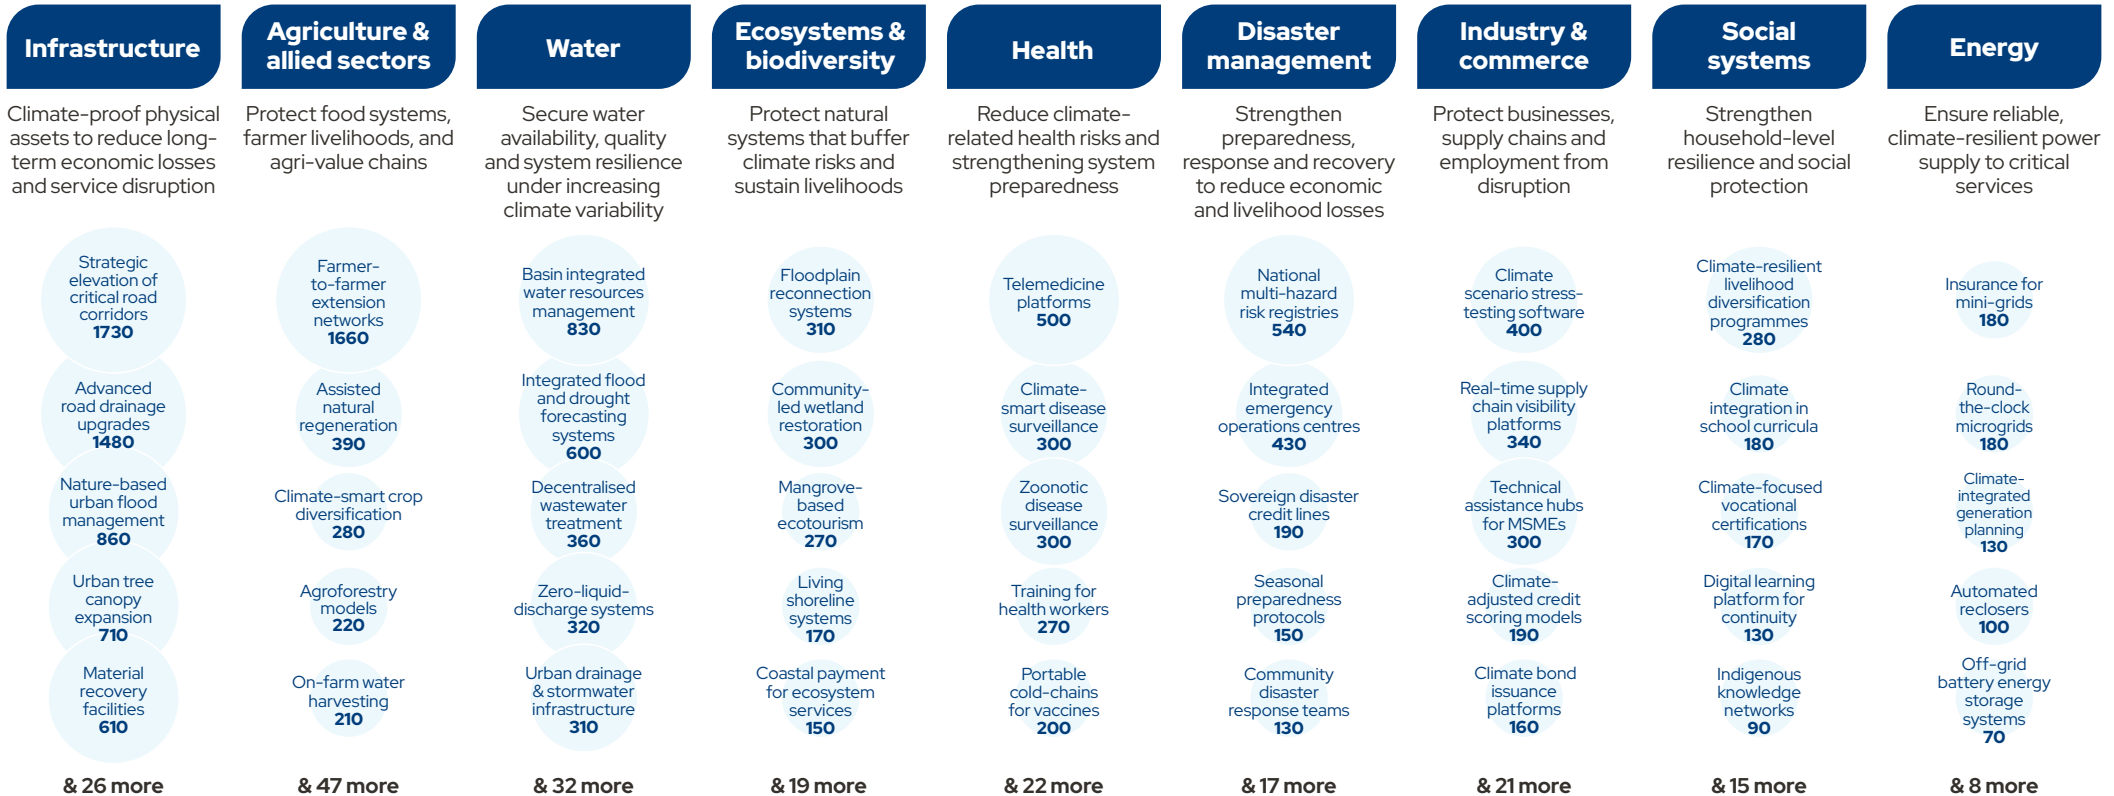 Infrastructure
Climate-proof physical
assets to reduce long-
term economic losses
and service disruption
Strategic
elevation of
critical road
corridors
1730
Advanced
road drainage
upgrades
1480
Nature-based
urban flood
management
860
Urban tree
canopy
expansion
710
Material
recovery
facilities
610
& 26 more
Agriculture &
allied sectors
Protect food systems,
farmer livelihoods, and
agri-value chains
Farmer-
to-farmer
extension
networks
1660
Assisted
natural
regeneration
390
Climate-smart crop
diversification
280
Agroforestry
models
220
On-farm water
harvesting
210
& 47 more
Water
Secure water
availability, quality
and system resilience
under increasing
climate variability
Basin integrated
water resources
management
830
Integrated flood
and drought
forecasting
systems
600
Decentralised
wastewater
treatment
360
Zero-liquid-
discharge systems
320
Urban drainage
& stormwater
infrastructure
310
& 32 more
Ecosystems &
biodiversity
Protect natural
systems that buffer
climate risks and
sustain livelihoods
Floodplain
reconnection
systems
310
Community-
led wetland
restoration
300
Mangrove-
based
ecotourism
270
Living
shoreline
systems
170
Coastal payment
for ecosystem
services
150
& 19 more
Health
Reduce climate-
related health risks and
strengthening system
preparedness
Telemedicine
platforms
500
Climate-
smart disease
surveillance
300
Zoonotic
disease
surveillance
300
Training for
health workers
270
Portable
cold-chains
for vaccines
200
& 22 more
Disaster
management
Strengthen
preparedness,
response and recovery
to reduce economic
and livelihood losses
National
multi-hazard
risk registries
540
Integrated
emergency
operations centres
430
Sovereign disaster
credit lines
190
Seasonal
preparedness
protocols
150
Community
disaster
response teams
130
& 17 more
Industry &
commerce
Protect businesses,
supply chains and
employment from
disruption
Climate
scenario stress-
testing software
400
Real-time supply
chain visibility
platforms
340
Technical
assistance hubs
for MSMEs
300
Climate-
adjusted credit
scoring models
190
Climate bond
issuance
platforms
160
& 21 more
Social
systems
Strengthen
household-level
resilience and social
protection
Climate-resilient
livelihood
diversification
programmes
280
Climate
integration in
school curricula
180
Climate-focused
vocational
certifications
170
Digital learning
platform for
continuity
130
Indigenous
knowledge
networks
90
& 15 more
Energy
Ensure reliable,
climate-resilient power
supply to critical
services
Insurance for
mini-grids
180
Round-
the-clock
microgrids
180
Climate-
integrated
generation
planning
130
Automated
reclosers
100
Off-grid
battery energy
storage
systems
70
& 8 more